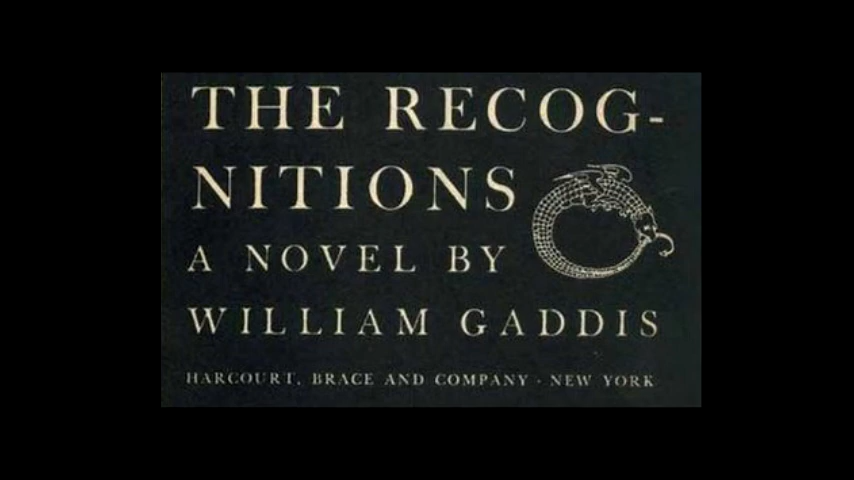 THE RECOG-
NITIONS
A NOVEL BY
WILLIAM GADDIS
HARCOURT, BRACE AND COMPANY · NEW YORK